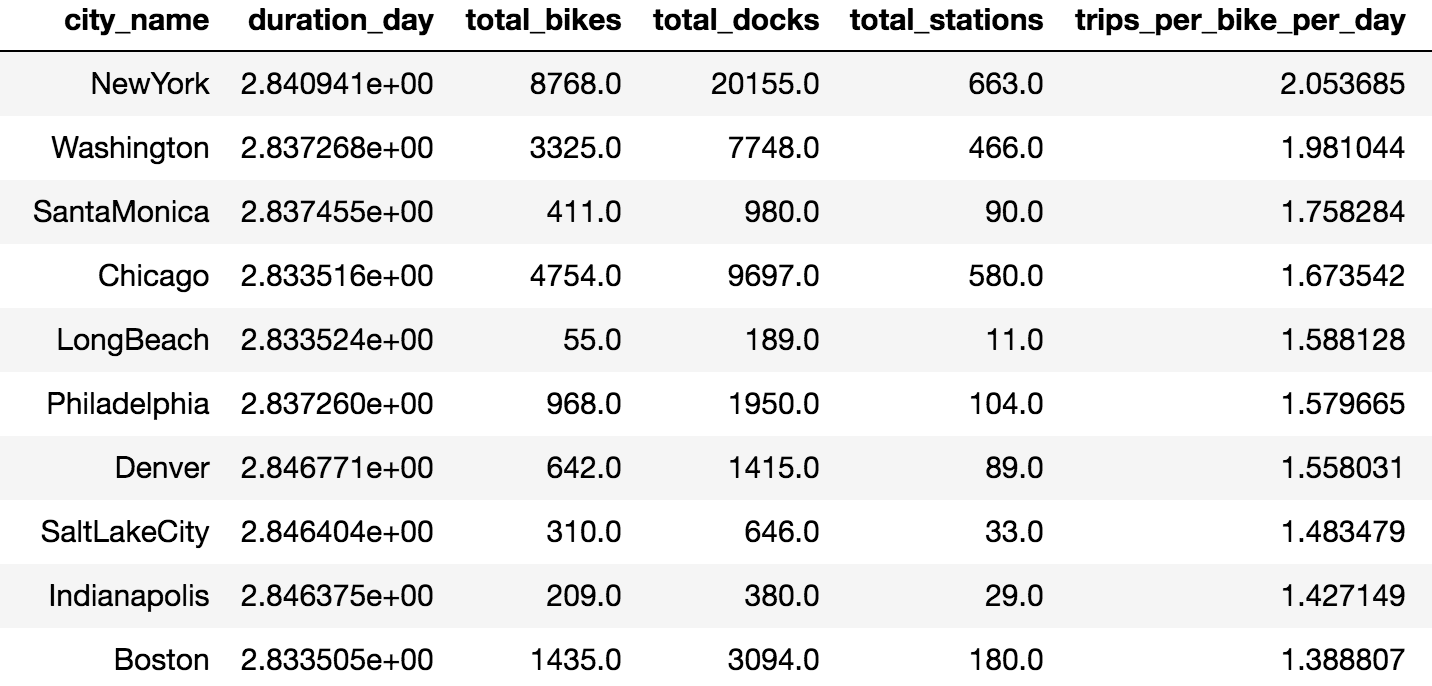 city_name duration_day total_bikes total_docks total_stations trips_per_bike_per_day
NewYork 2.840941e+00 8768.0 20155.0 663.0 2.053685
Washington 2.837268e+00 3325.0 7748.0 466.0 1.981044
SantaMonica 2.837455e+00 411.0 980.0 90.0 1.758284
Chicago 2.833516e+00 4754.0 9697.0 580.0 1.673542
LongBeach 2.833524e+00 55.0 189.0 11.0 1.588128
Philadelphia 2.837260e+00 968.0 1950.0 104.0 1.579665
Denver 2.846771e+00 642.0 1415.0 89.0 1.558031
SaltLakeCity 2.846404e+00 310.0 646.0 33.0 1.483479
Indianapolis 2.846375e+00 209.0 380.0 29.0 1.427149
Boston 2.833505e+00 1435.0 3094.0 180.0 1.388807